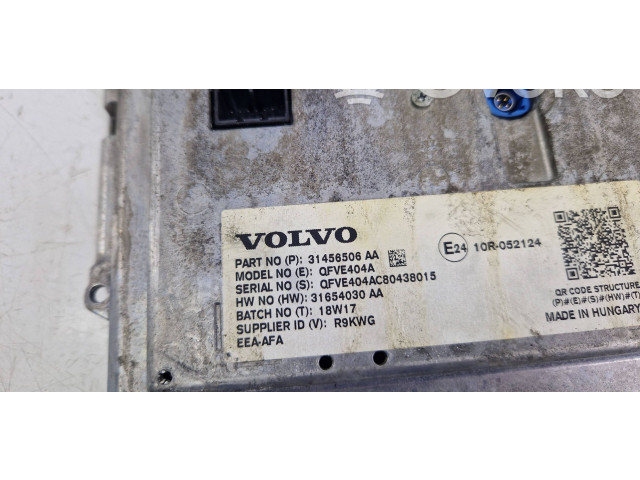 VOLVO
PART NO (P): 31456506 AA
MODEL NO (E): QFVE404A
SERIAL NO (S): QFVE404AC80438015
HW NO (HW): 31654030 AA
BATCH NO (T): 18W17
SUPPLIER ID (V): R9KWG
EEA-AFA
E24 10R-052124
QR CODE STRUCTURE
(P)#(E)#(S)#(HW)#(T)
MADE IN HUNGARY